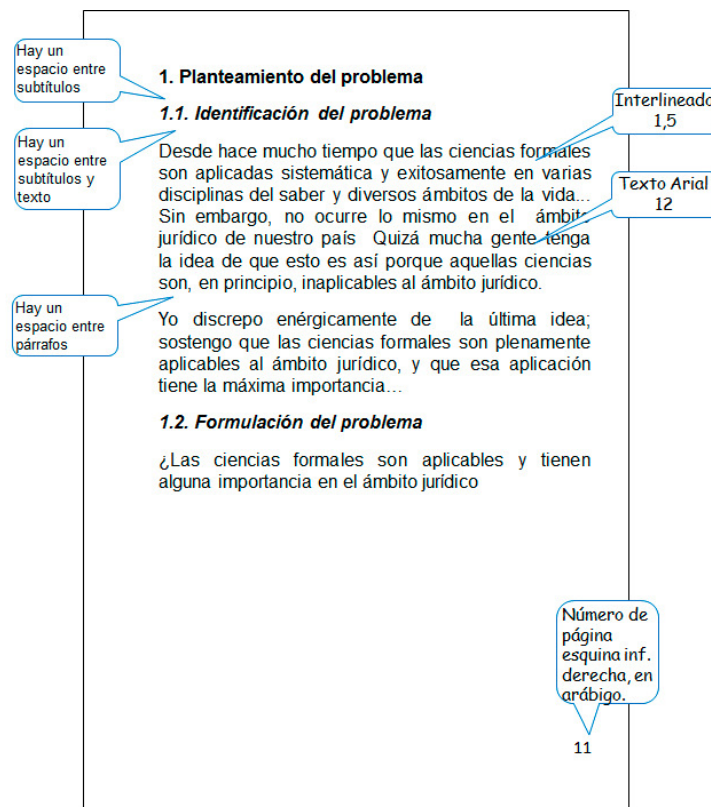 Hay un
espacio entre
subtítulos
1. Planteamiento del problema
1.1. Identificación del problema
Interlineado
1,5
Hay un
espacio entre
subtítulos y
texto
Desde hace mucho tiempo que las ciencias formales
son aplicadas sistemática y exitosamente en varias
disciplinas del saber y diversos ámbitos de la vida...
Sin embargo, no ocurre lo mismo en el ámbito
jurídico de nuestro país Quizá mucha gente tenga
la idea de que esto es así porque aquellas ciencias
son, en principio, inaplicables al ámbito jurídico.
Texto Arial
12
Hay un
espacio entre
párrafos
Yo discrepo enérgicamente de la última idea;
sostengo que las ciencias formales son plenamente
aplicables al ámbito jurídico, y que esa aplicación
tiene la máxima importancia…
1.2. Formulación del problema
¿Las ciencias formales son aplicables y tienen
alguna importancia en el ámbito jurídico
Número de
página
esquina inf.
derecha, en
arábigo.
11